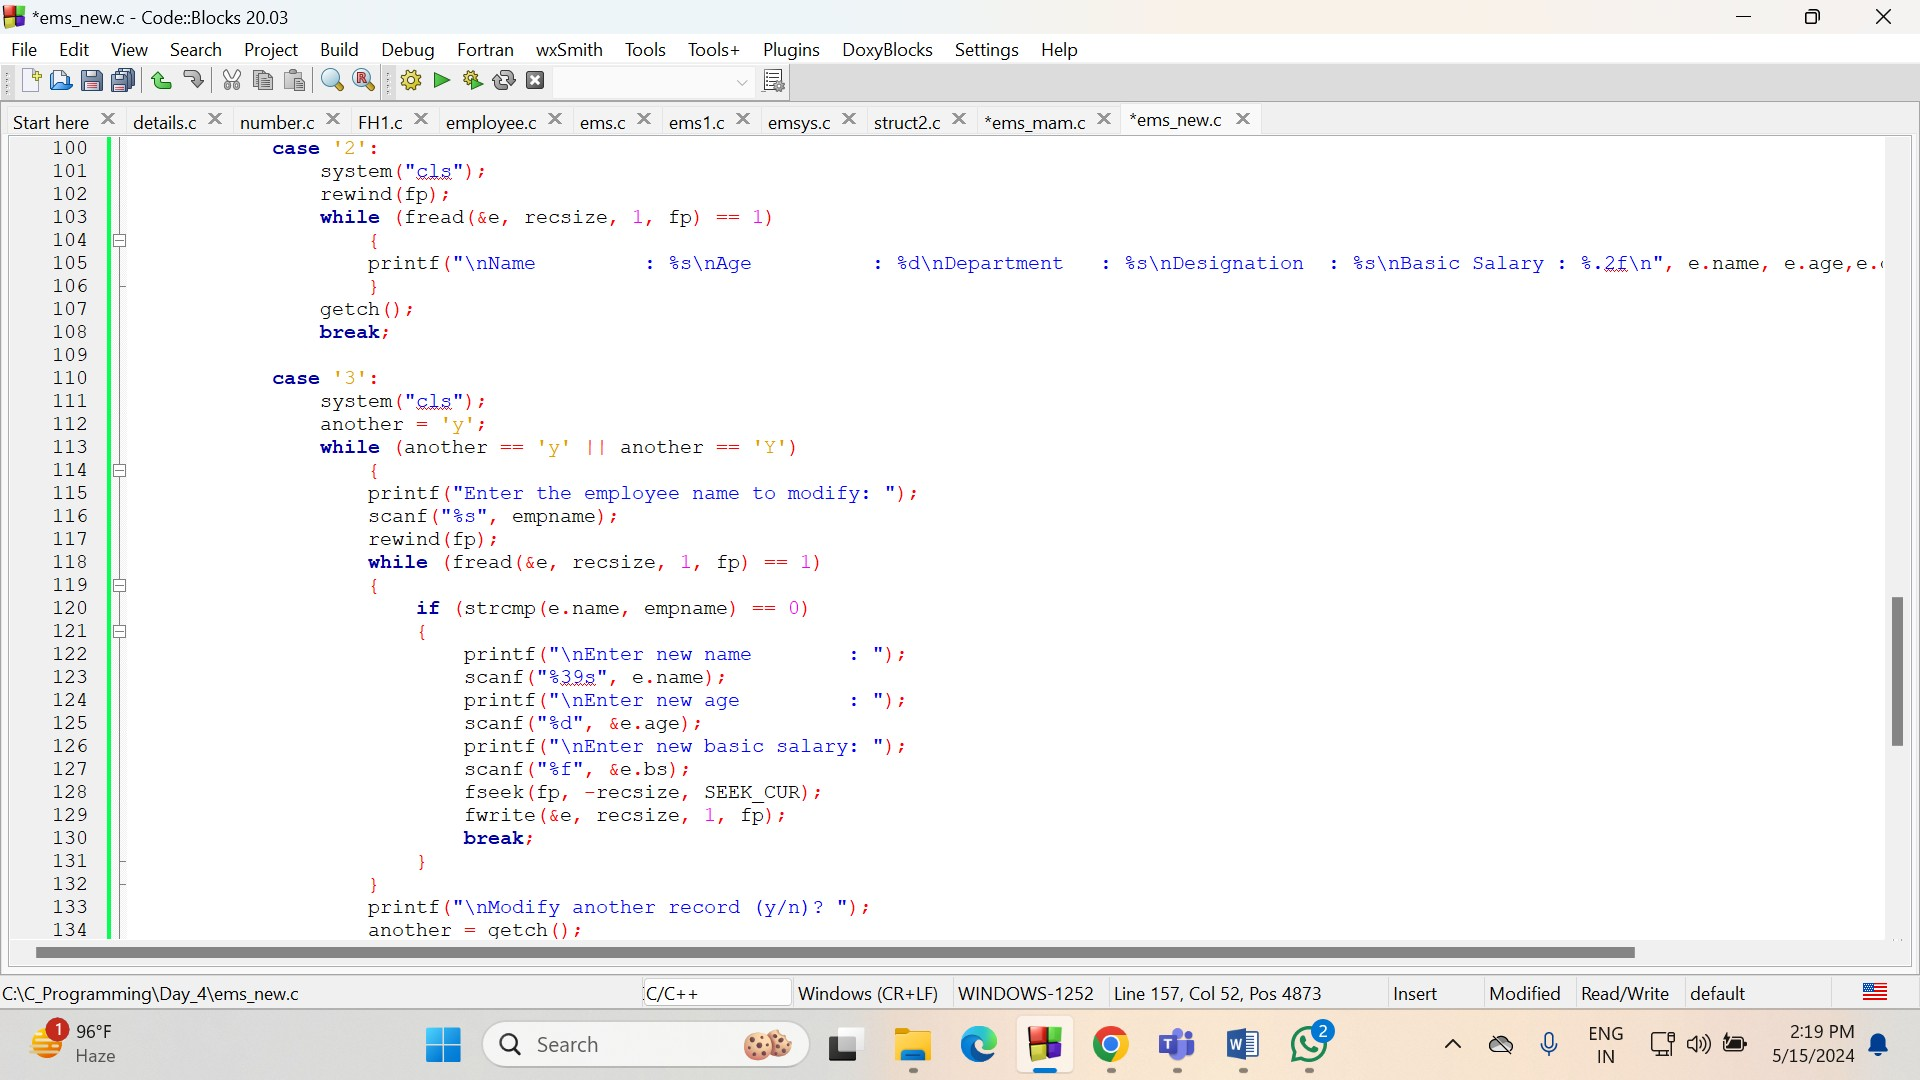 *ems_new.c - Code::Blocks 20.03
File Edit View Search Project Build Debug Fortran wxSmith Tools Tools+ Plugins DoxyBlocks Settings Help
Start here details.c number.c FH1.c employee.c ems.c ems1.c emsys.c struct2.c *ems_mam.c *ems_new.c
100 case '2':
101 system("cls");
102 rewind(fp);
103 while (fread(&e, recsize, 1, fp) == 1)
104 {
105 printf("\nName : %s\nAge : %d\nDepartment : %s\nDesignation : %s\nBasic Salary : %.2f\n", e.name, e.age,e.
106 }
107 getch();
108 break;
109
110 case '3':
111 system("cls");
112 another = 'y';
113 while (another == 'y' || another == 'Y')
114 {
115 printf("Enter the employee name to modify: ");
116 scanf("%s", empname);
117 rewind(fp);
118 while (fread(&e, recsize, 1, fp) == 1)
119 {
120 if (strcmp(e.name, empname) == 0)
121 {
122 printf("\nEnter new name : ");
123 scanf("%39s", e.name);
124 printf("\nEnter new age : ");
125 scanf("%d", &e.age);
126 printf("\nEnter new basic salary: ");
127 scanf("%f", &e.bs);
128 fseek(fp, -recsize, SEEK_CUR);
129 fwrite(&e, recsize, 1, fp);
130 break;
131 }
132 }
133 printf("\nModify another record (y/n)? ");
134 another = getch();
C:\C_Programming\Day_4\ems_new.c C/C++ Windows (CR+LF) WINDOWS-1252 Line 157, Col 52, Pos 4873 Insert Modified Read/Write default
1 96°F
Haze
Search
2
ENG
IN
2:19 PM
5/15/2024